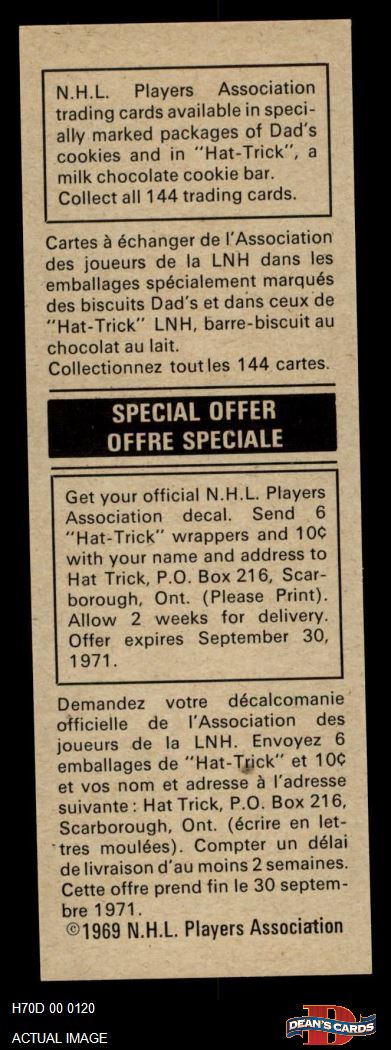 N.H.L. Players Association
trading cards available in speci-
ally marked packages of Dad's
cookies and in "Hat-Trick", a
milk chocolate cookie bar.
Collect all 144 trading cards.
Cartes à échanger de l'Association
des joueurs de la LNH dans les
emballages spécialement marqués
des biscuits Dad's et dans ceux de
"Hat-Trick" LNH, barre-biscuit au
chocolat au lait.
Collectionnez toutles 144 cartes.
SPECIAL OFFER
OFFRE SPECIALE
Get your official N.H.L. Players
Association decal. Send 6
"Hat-Trick" wrappers and 10¢
with your name and address to
Hat Trick, P.O. Box 216, Scar-
borough, Ont. (Please Print).
Allow 2 weeks for delivery.
Offer expires September 30,
1971.
Demandez votre décalcomanie
officielle de l'Association des
joueurs de la LNH. Envoyez 6
emballages de "Hat-Trick" et 10¢
et vos nom et adresse à l'adresse
suivante : Hat Trick, P.O. Box 216,
Scarborough, Ont. (écrire en let-
tres moulées). Compter un délai
de livraison d'au moins 2 semaines.
Cette offre prend fin le 30 septem-
bre 1971.
©1969 N.H.L. Players Association
H70D 00 0120
ACTUAL IMAGE
DEAN'S CARDS